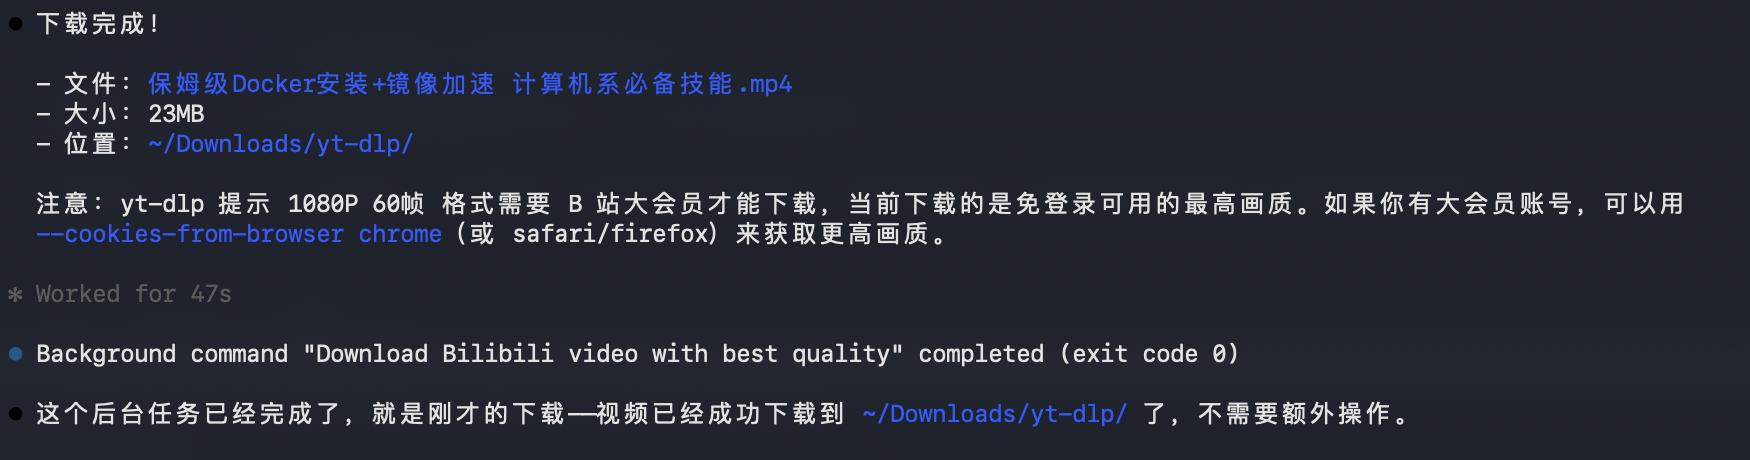 ● 下载完成！
- 文件：保姆级Docker安装+镜像加速 计算机系必备技能.mp4
- 大小：23MB
- 位置：~/Downloads/yt-dlp/
注意：yt-dlp 提示 1080P 60帧 格式需要 B 站大会员才能下载，当前下载的是免登录可用的最高画质。如果你有大会员账号，可以用
--cookies-from-browser chrome（或 safari/firefox）来获取更高画质。
✻ Worked for 47s
● Background command "Download Bilibili video with best quality" completed (exit code 0)
● 这个后台任务已经完成了，就是刚才的下载——视频已经成功下载到 ~/Downloads/yt-dlp/ 了，不需要额外操作。